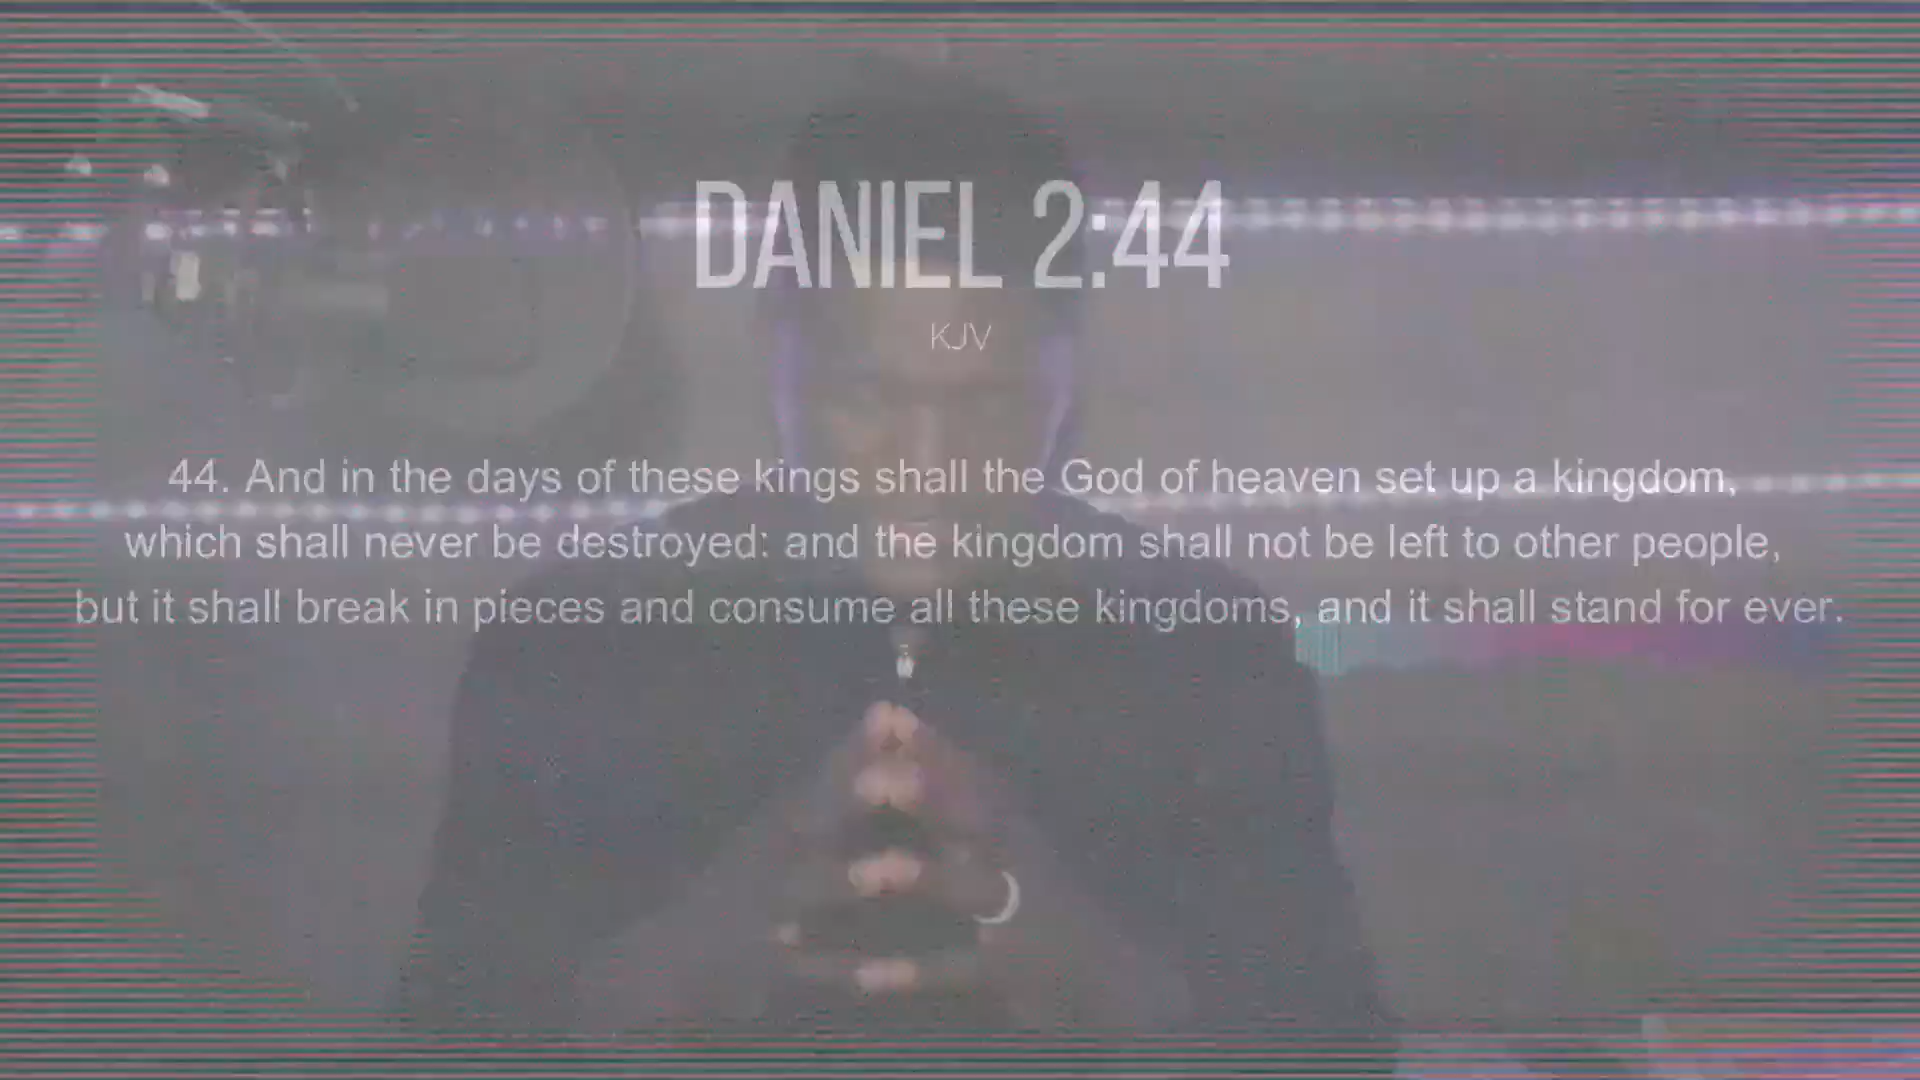 DANIEL 2:44
KJV
44. And in the days of these kings shall the God of heaven set up a kingdom,
which shall never be destroyed: and the kingdom shall not be left to other people,
but it shall break in pieces and consume all these kingdoms, and it shall stand for ever.